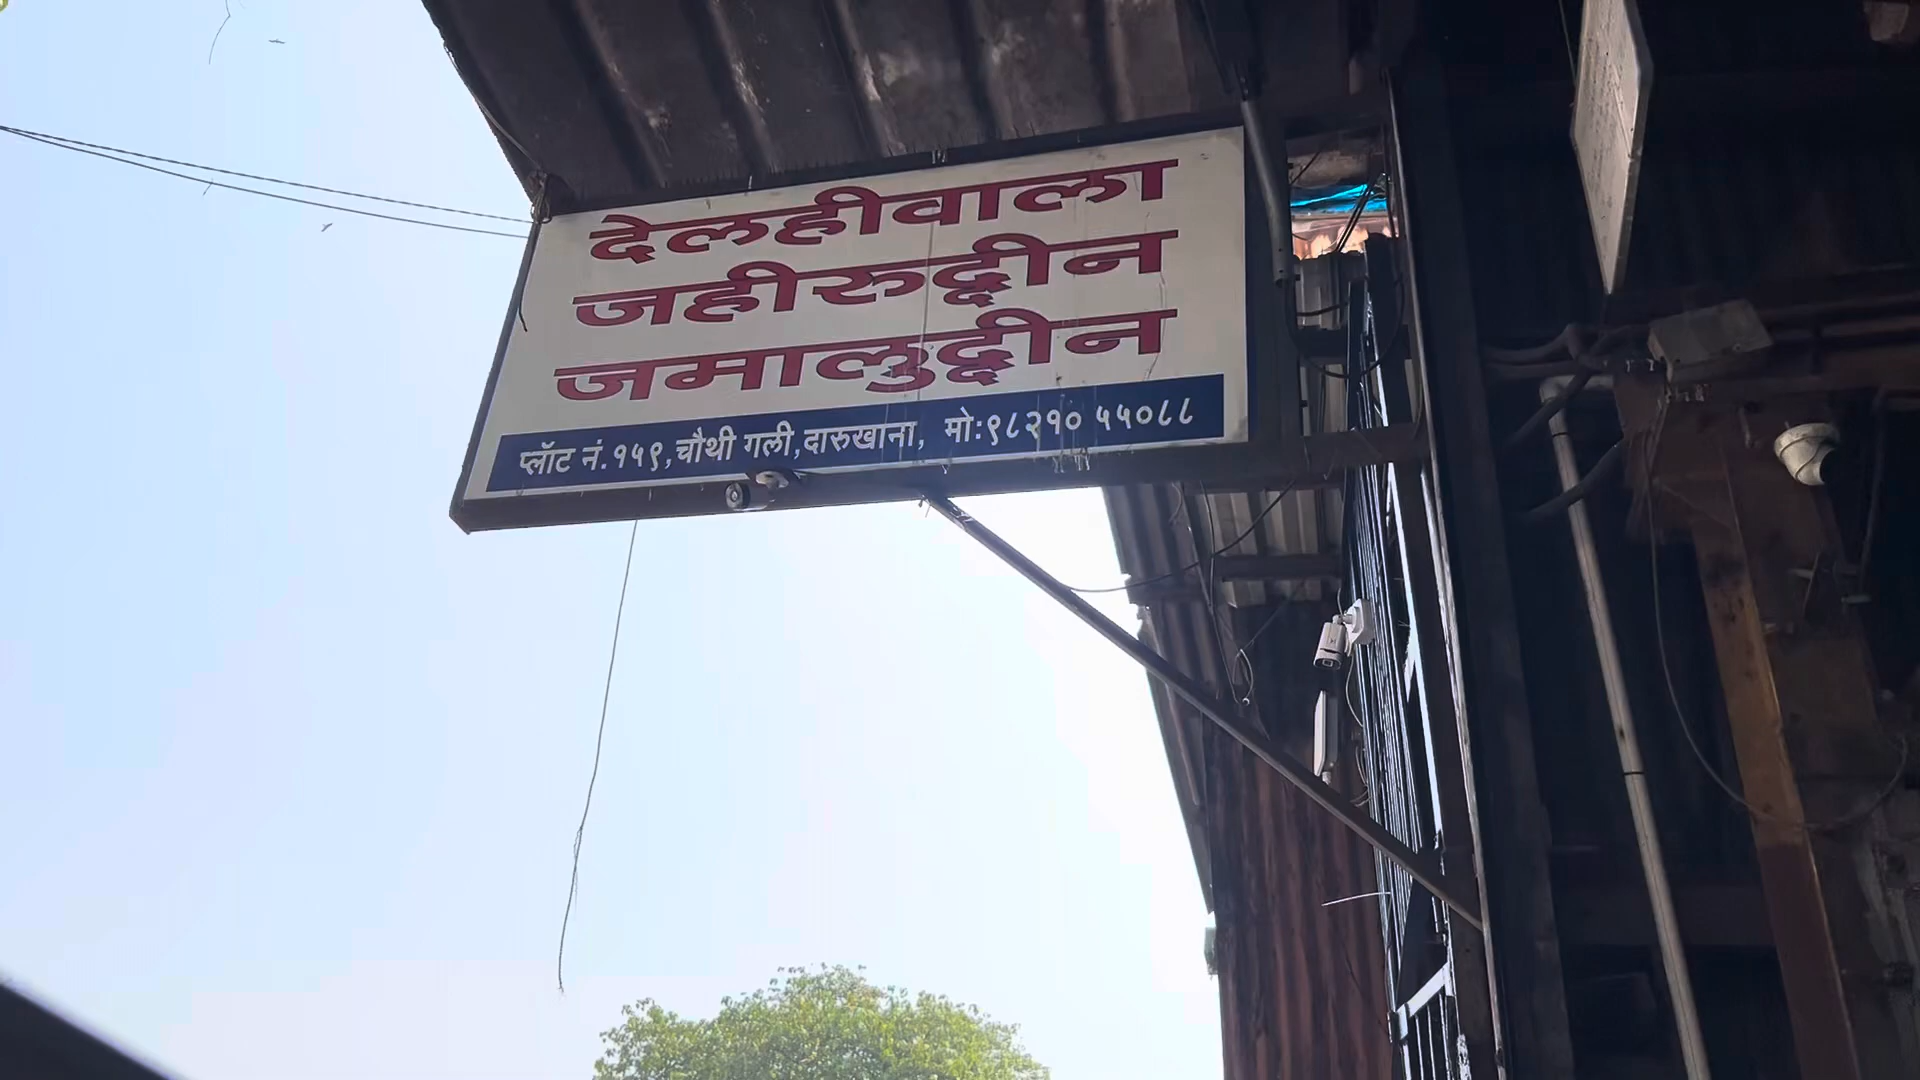 देलहीवाला
जहीरुद्दीन
जमालुद्दीन
प्लॉट नं.१५९,चौथी गली,दारुखाना, मो:९८२१० ५५०८८